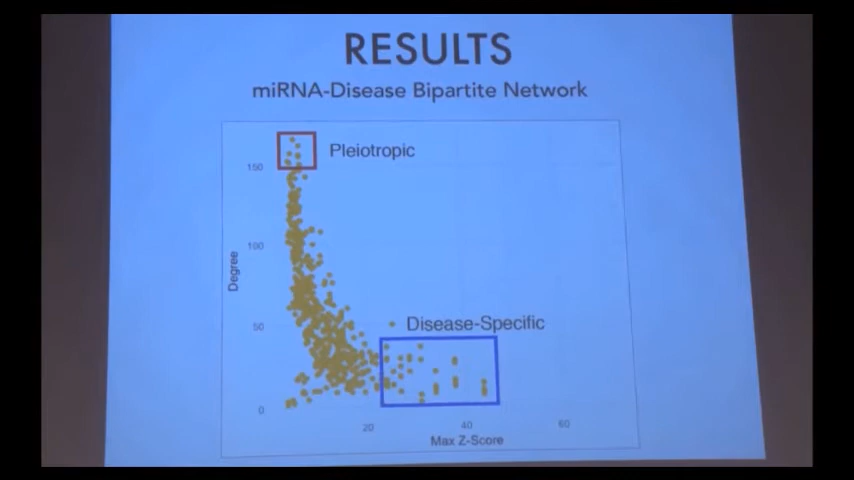 RESULTS
miRNA-Disease Bipartite Network
Pleiotropic
150
100
Degree
Disease-Specific
50
0
20
40
60
Max Z-Score